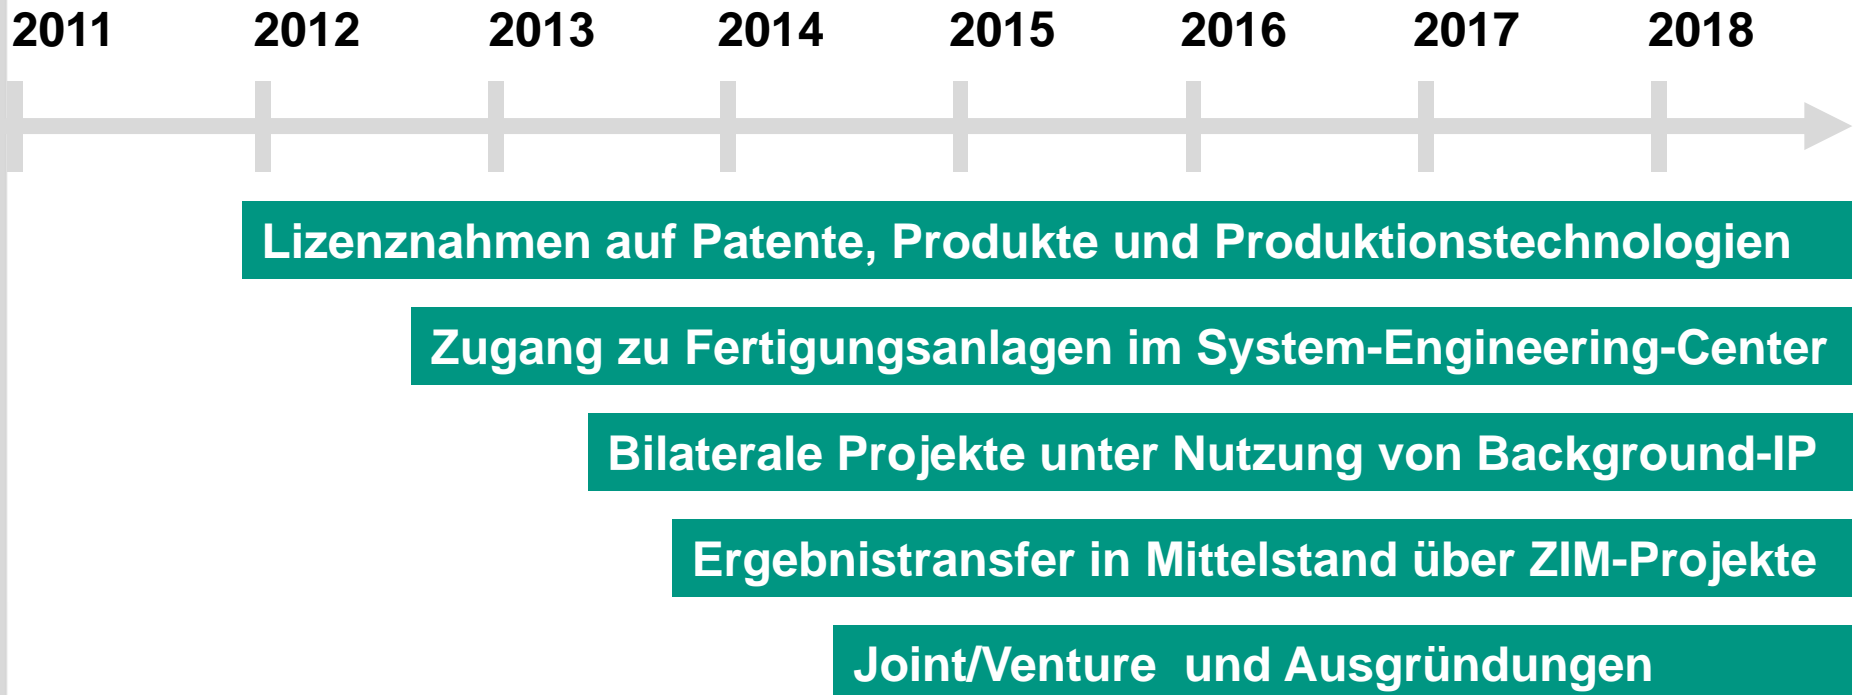 2011 2012 2013 2014 2015 2016 2017 2018
Lizenznahmen auf Patente, Produkte und Produktionstechnologien
Zugang zu Fertigungsanlagen im System-Engineering-Center
Bilaterale Projekte unter Nutzung von Background-IP
Ergebnistransfer in Mittelstand über ZIM-Projekte
Joint/Venture und Ausgründungen